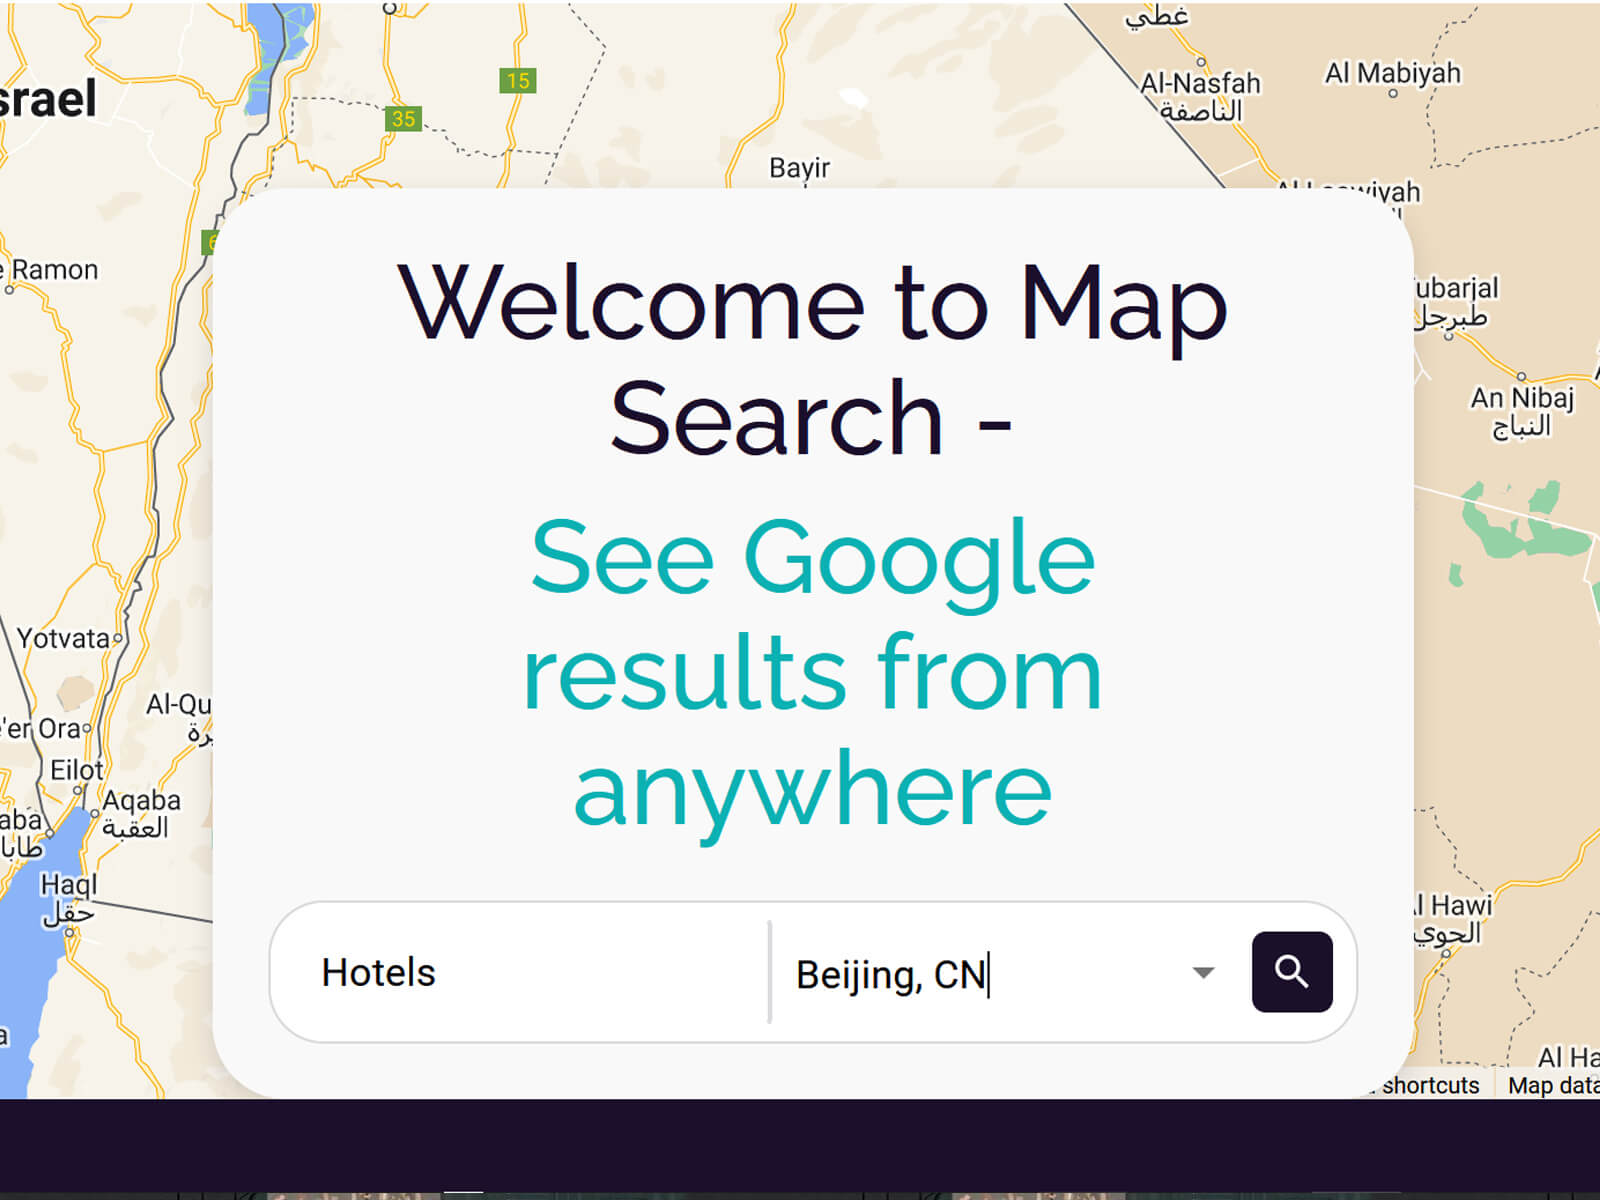 غطي
srael
15
35
Al-Nasfah
الناصفة
Al Mabiyah
Bayir
Ramon
Welcome to Map
Search -
See Google
results from
anywhere
ubarjal
طبرجل
An Nibaj
النباج
Yotvata
Al-Qu
'er Ora
Eilot
Aqaba
العقبة
aba
طابا
Haql
حقل
Al Hawi
الحوي
Hotels
Beijing, CN
Al Ha
shortcuts
Map data